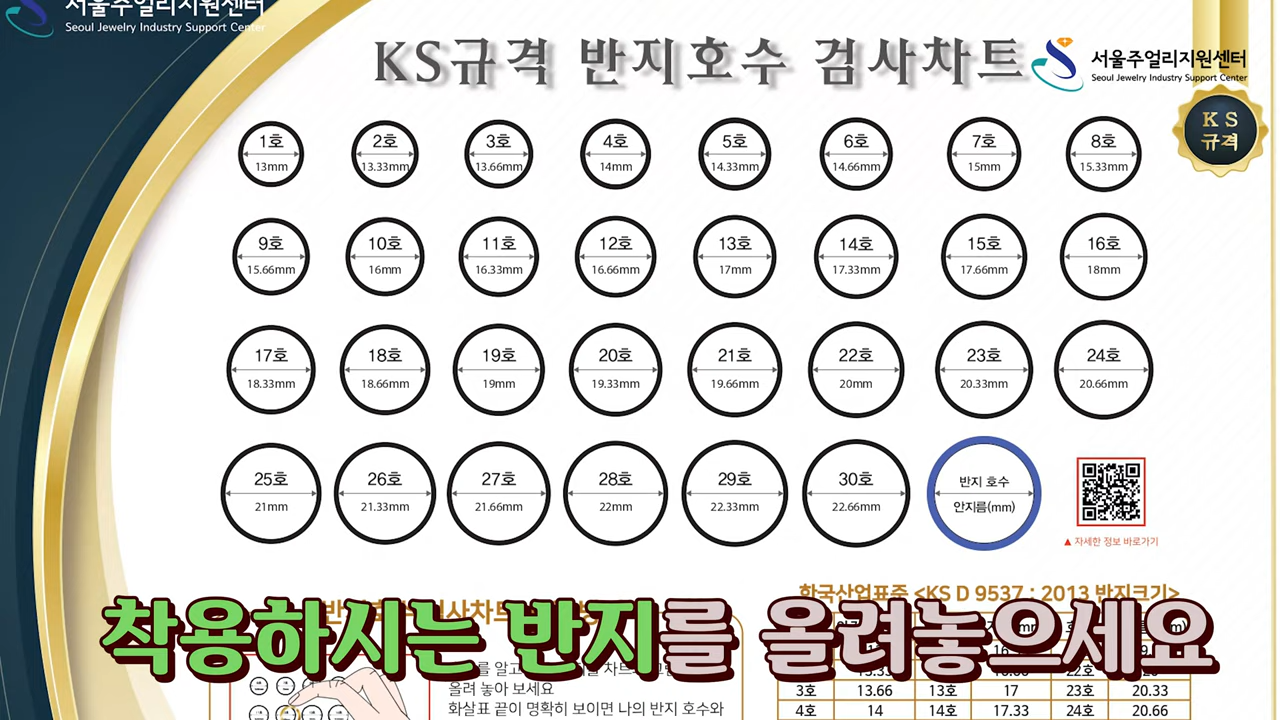 서울주얼리지원센터
Seoul Jewelry Industry Support Center
KS규격 반지호수 검사차트
서울주얼리지원센터
Seoul Jewelry Industry Support Center
KS
규격
1호 2호 3호 4호 5호 6호 7호 8호
13mm 13.33mm 13.66mm 14mm 14.33mm 14.66mm 15mm 15.33mm
9호 10호 11호 12호 13호 14호 15호 16호
15.66mm 16mm 16.33mm 16.66mm 17mm 17.33mm 17.66mm 18mm
17호 18호 19호 20호 21호 22호 23호 24호
18.33mm 18.66mm 19mm 19.33mm 19.66mm 20mm 20.33mm 20.66mm
25호 26호 27호 28호 29호 30호 반지 호수
21mm 21.33mm 21.66mm 22mm 22.33mm 22.66mm 안지름(mm)
▲ 자세한 정보 바로가기
한국산업표준 <KS D 9537 : 2013 반지크기>
착용하시는 반지를 올려놓으세요
올려 놓아 보세요
화살표 끝이 명확히 보이면 나의 반지 호수와
22호
3호 13.66 13호 17 23호 20.33
4호 14 14호 17.33 24호 20.66